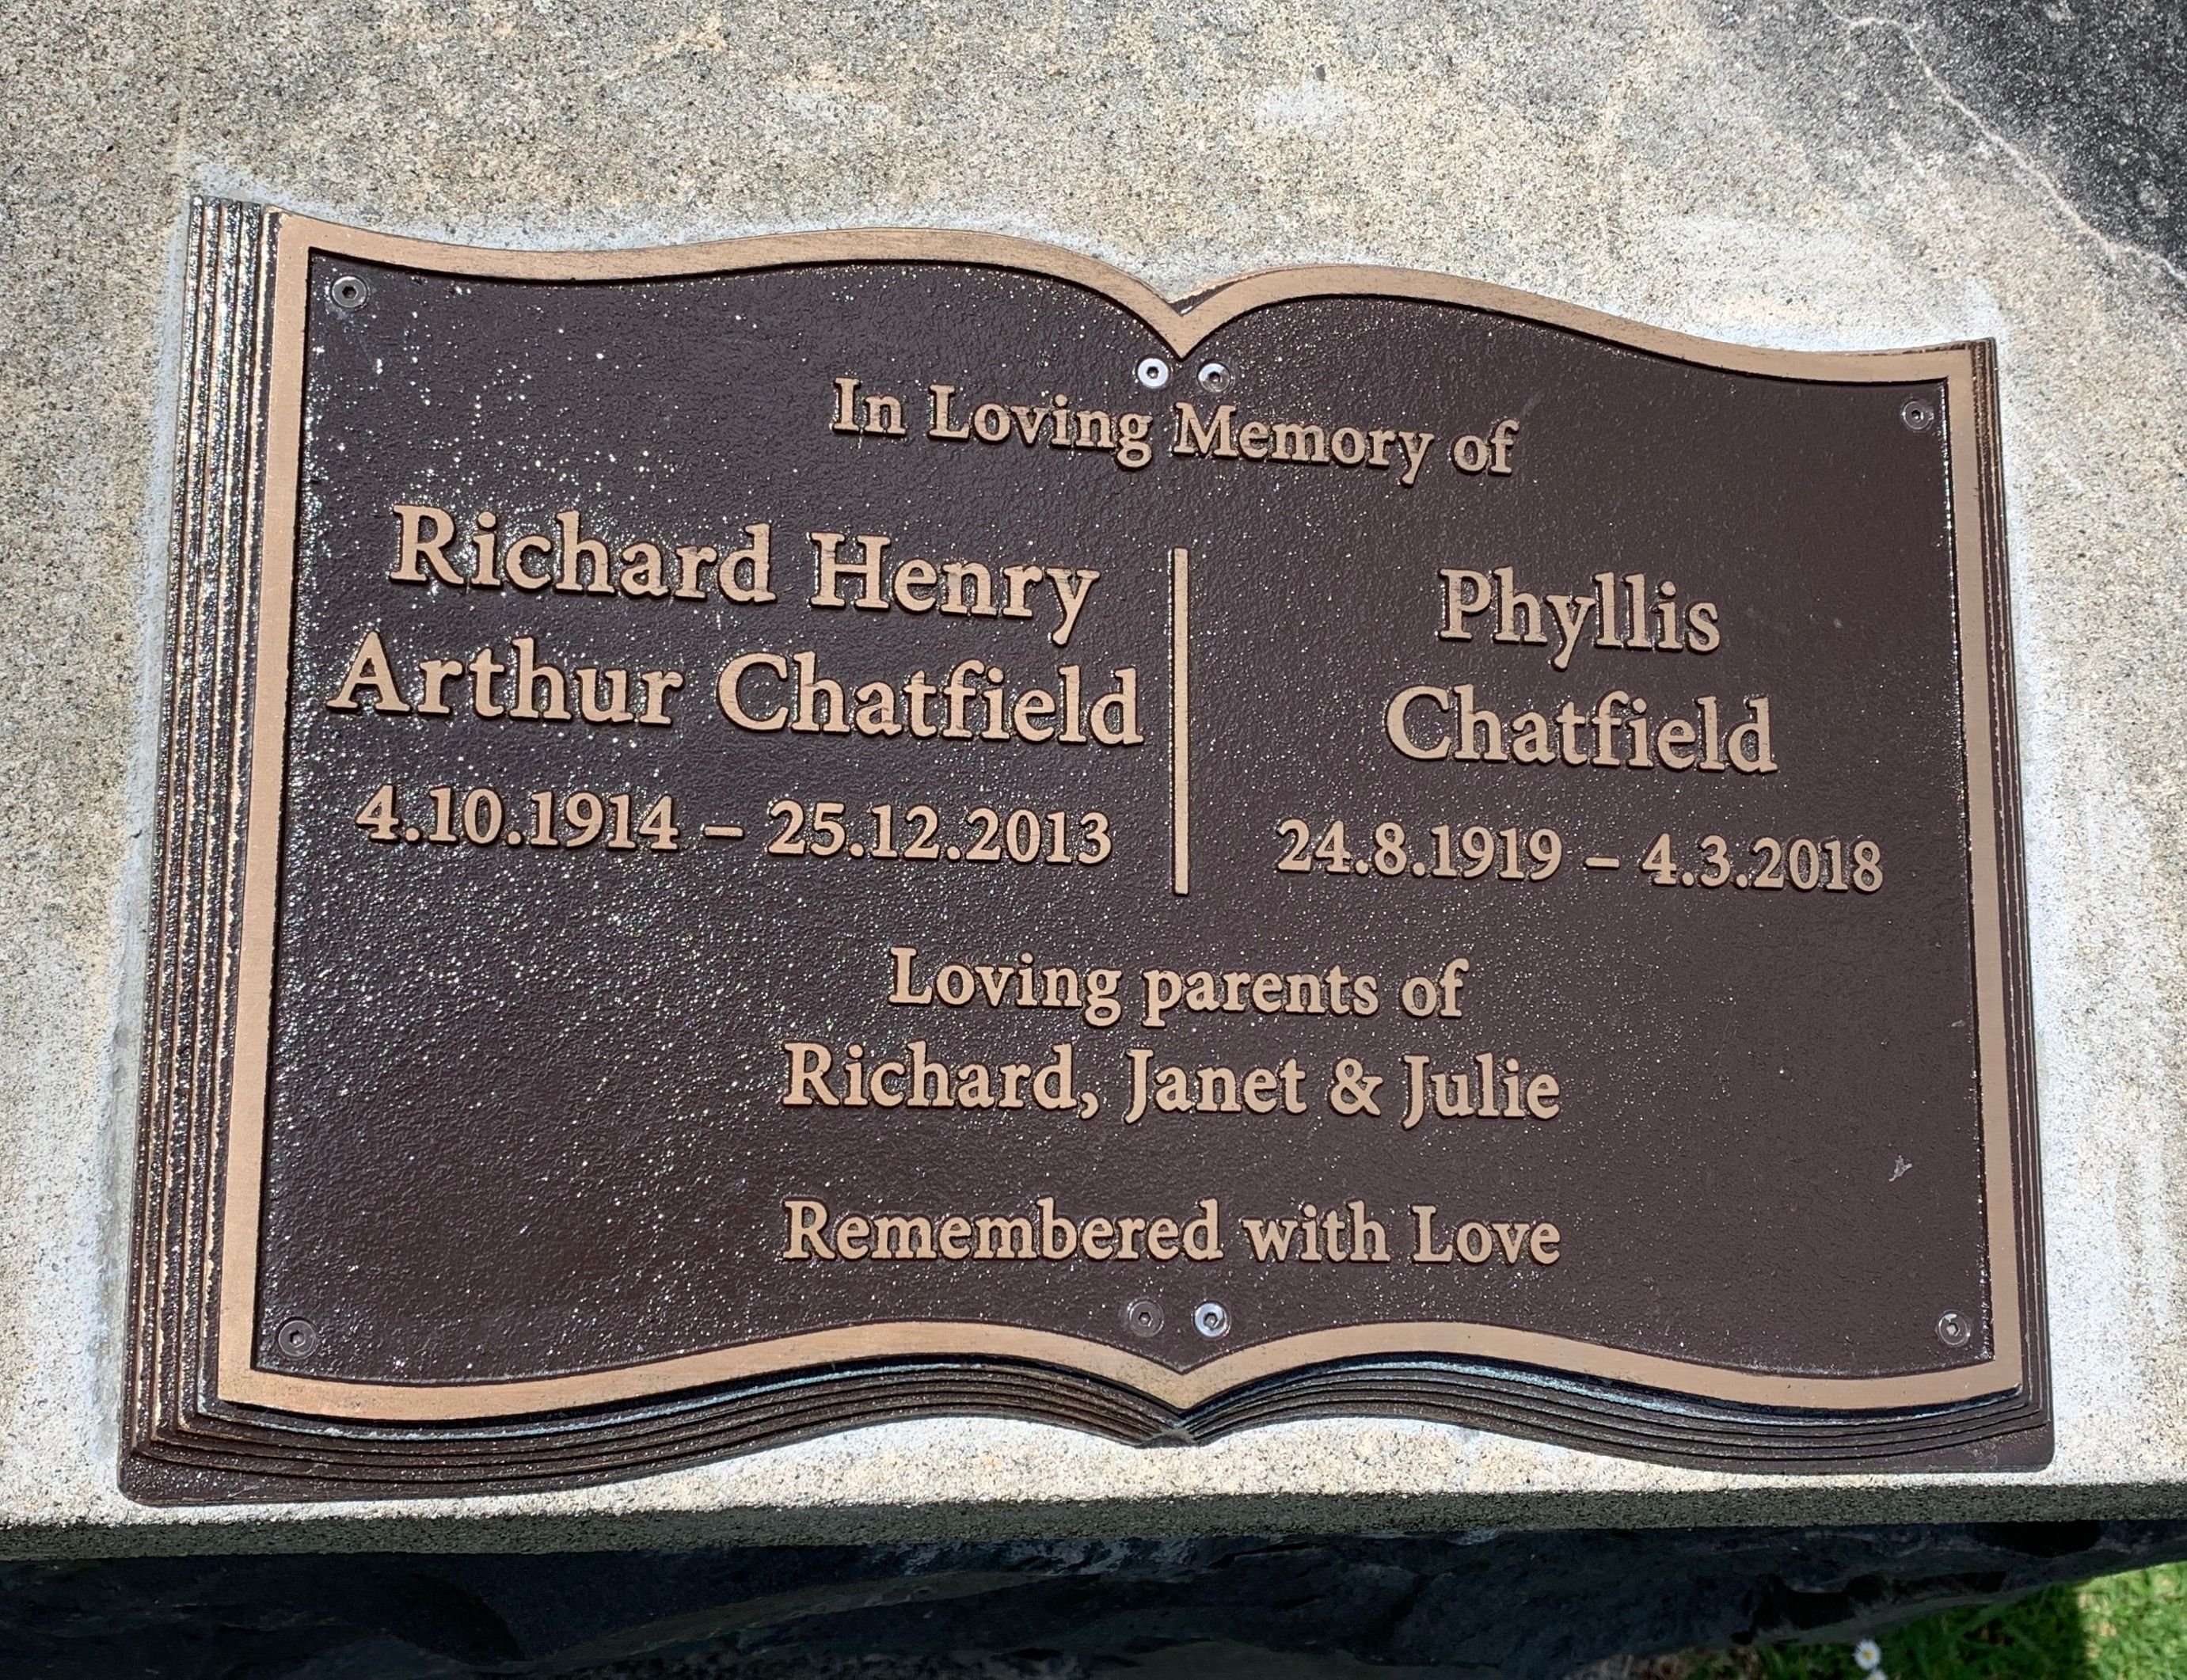 In Loving Memory of
Richard Henry
Arthur Chatfield
4.10.1914 – 25.12.2013
Phyllis
Chatfield
24.8.1919 – 4.3.2018
Loving parents of
Richard, Janet & Julie
Remembered with Love